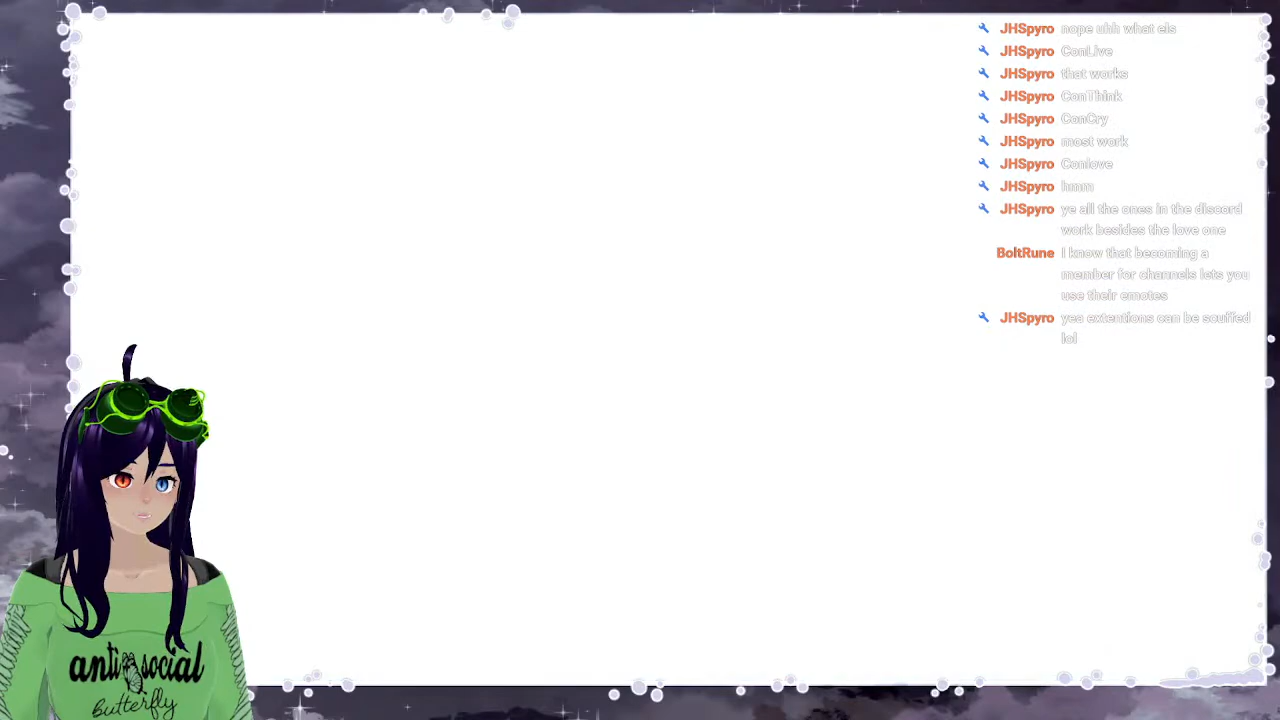 JHSpyro nope uhh what els
JHSpyro ConLive
JHSpyro that works
JHSpyro ConThink
JHSpyro ConCry
JHSpyro most work
JHSpyro Conlove
JHSpyro hmm
JHSpyro ye all the ones in the discord
work besides the love one
BoltRune I know that becoming a
member for channels lets you
use their emotes
JHSpyro yea extentions can be scuffed
lol
anti social
butterfly